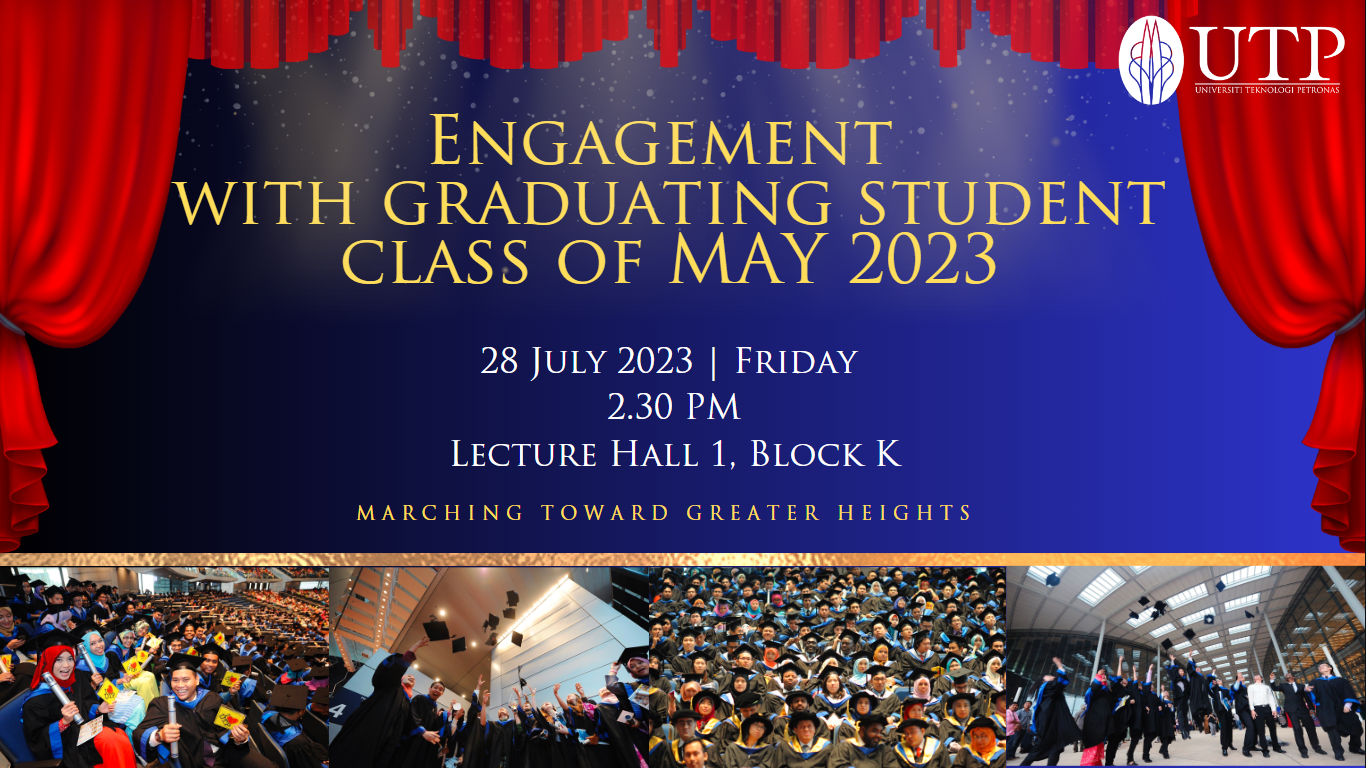 UTP
UNIVERSITI TEKNOLOGI PETRONAS
ENGAGEMENT
WITH GRADUATING STUDENT
CLASS OF MAY 2023
28 JULY 2023 | FRIDAY
2.30 PM
LECTURE HALL 1, BLOCK K
MARCHING TOWARD GREATER HEIGHTS
4